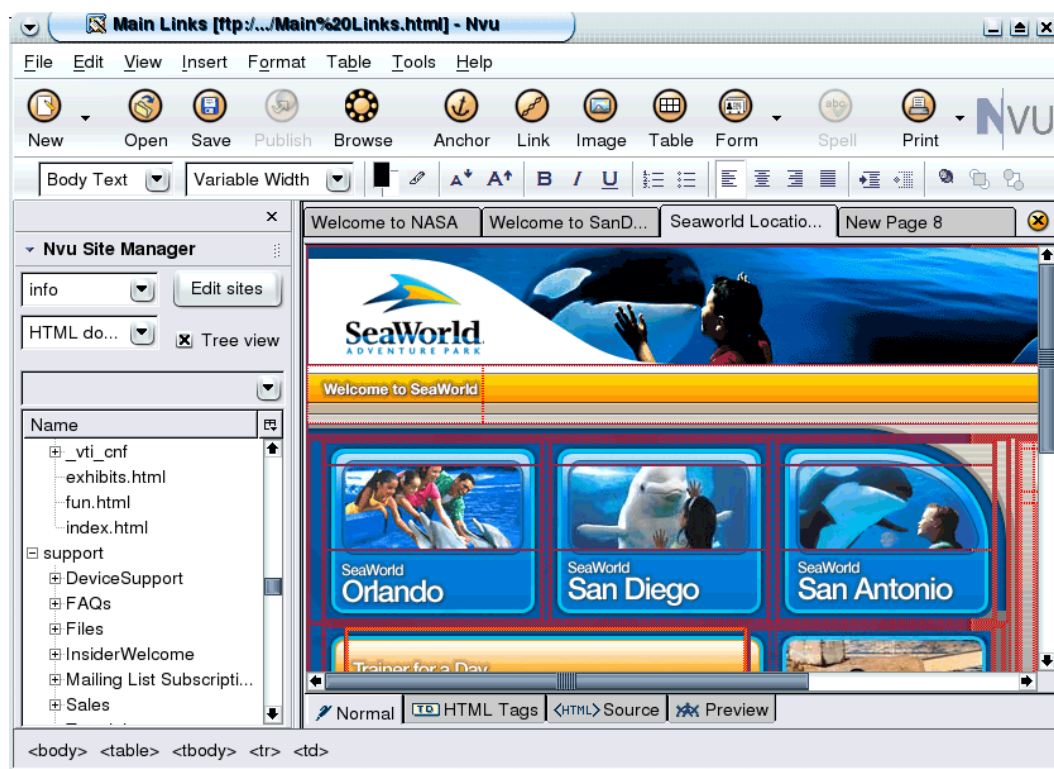 Main Links [ftp:/.../Main%20Links.html] - Nvu
File Edit View Insert Format Table Tools Help
New Open Save Publish Browse Anchor Link Image Table Form Spell Print Nvu
Body Text Variable Width A A B I U
Nvu Site Manager
info Edit sites
HTML do... Tree view
Name
_vti_cnf
exhibits.html
fun.html
index.html
support
DeviceSupport
FAQs
Files
InsiderWelcome
Mailing List Subscripti...
Sales
Welcome to NASA Welcome to SanD... Seaworld Locatio... New Page 8
SeaWorld
ADVENTURE PARK
Welcome to SeaWorld
SeaWorld
Orlando
SeaWorld
San Diego
SeaWorld
San Antonio
Trainer for a Day
Normal TD HTML Tags <HTML> Source Preview
<body> <table> <tbody> <tr> <td>